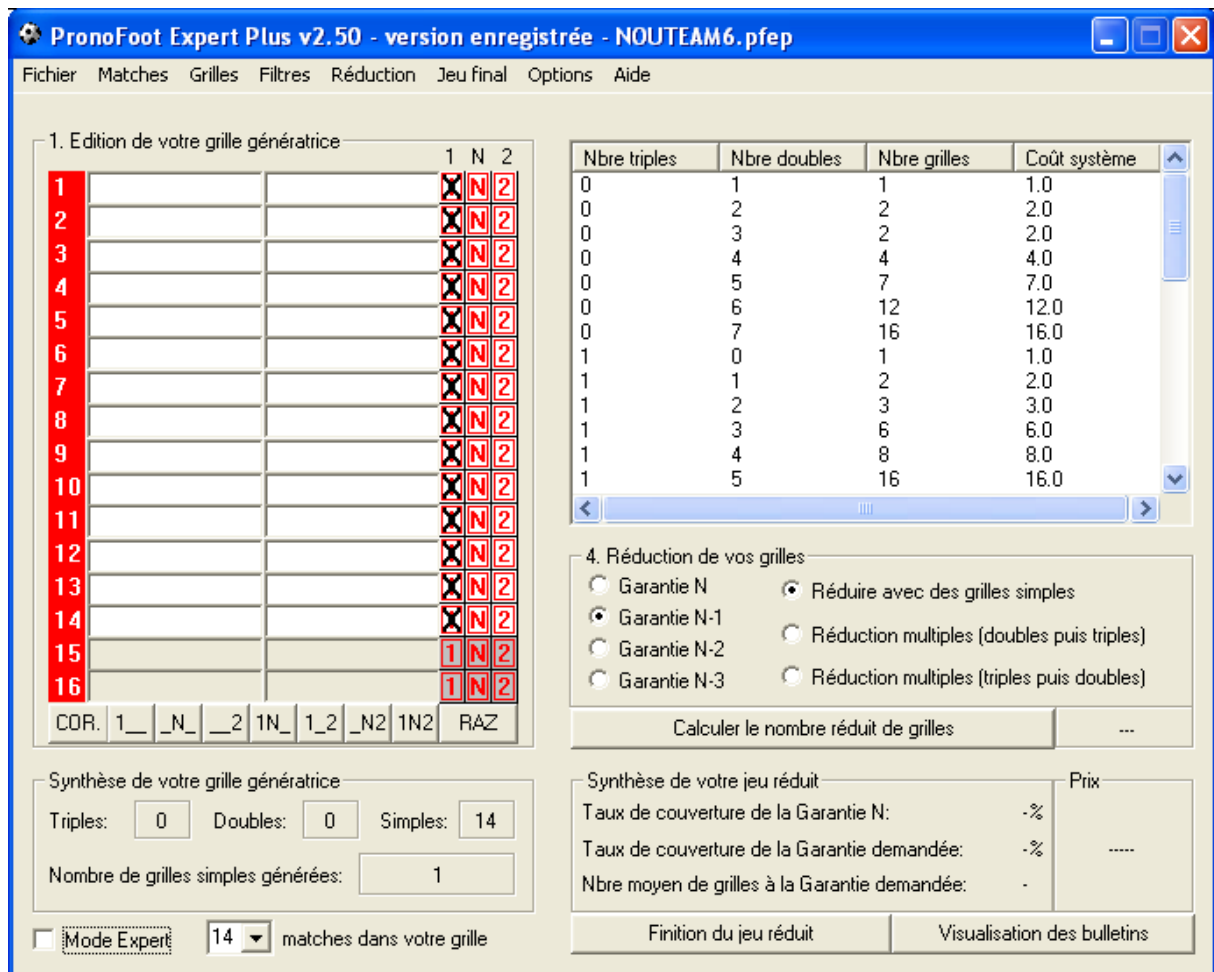 PronoFoot Expert Plus v2.50 - version enregistrée - NOUTEAM6.pfep
Fichier Matches Grilles Filtres Réduction Jeu final Options Aide
1. Edition de votre grille génératrice
1 N 2
1 X N 2
2 X N 2
3 X N 2
4 X N 2
5 X N 2
6 X N 2
7 X N 2
8 X N 2
9 X N 2
10 X N 2
11 X N 2
12 X N 2
13 X N 2
14 X N 2
15 1 N 2
16 1 N 2
COR. 1__ _N_ __2 1N_ 1_2 _N2 1N2 RAZ
Synthèse de votre grille génératrice
Triples: 0 Doubles: 0 Simples: 14
Nombre de grilles simples générées: 1
Mode Expert 14 matches dans votre grille
Nbre triples Nbre doubles Nbre grilles Coût système
0 1 1 1.0
0 2 2 2.0
0 3 2 2.0
0 4 4 4.0
0 5 7 7.0
0 6 12 12.0
0 7 16 16.0
1 0 1 1.0
1 1 2 2.0
1 2 3 3.0
1 3 6 6.0
1 4 8 8.0
1 5 16 16.0
4. Réduction de vos grilles
Garantie N
Garantie N-1
Garantie N-2
Garantie N-3
Réduire avec des grilles simples
Réduction multiples (doubles puis triples)
Réduction multiples (triples puis doubles)
Calculer le nombre réduit de grilles ---
Synthèse de votre jeu réduit Prix
Taux de couverture de la Garantie N: -%
Taux de couverture de la Garantie demandée: -% -----
Nbre moyen de grilles à la Garantie demandée: -
Finition du jeu réduit Visualisation des bulletins